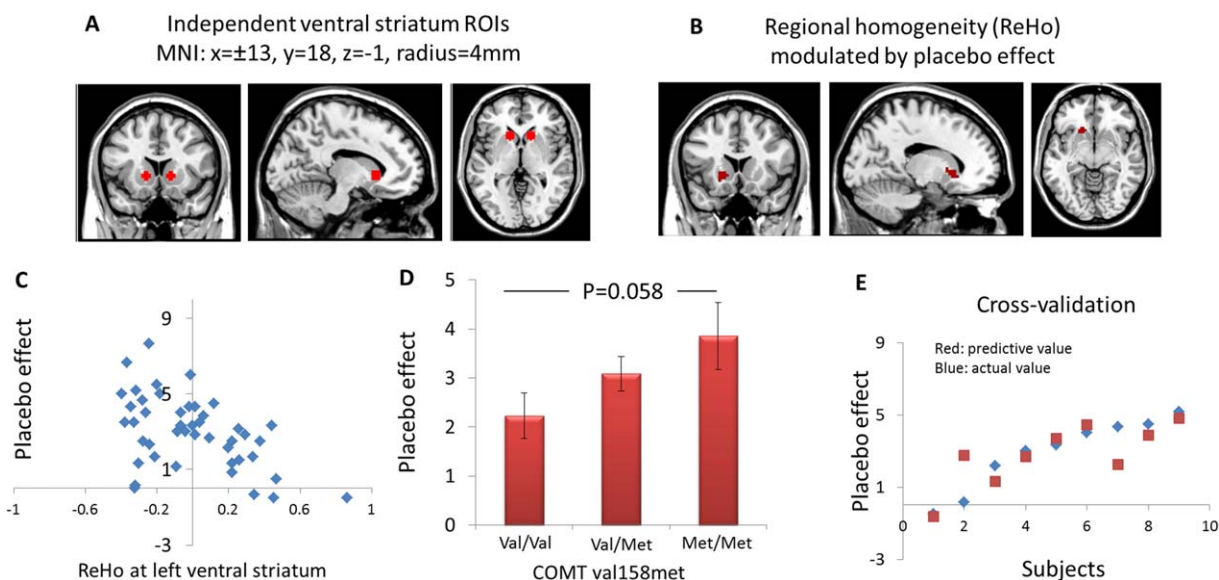 A
Independent ventral striatum ROIs
MNI: x=±13, y=18, z=-1, radius=4mm
B
Regional homogeneity (ReHo)
modulated by placebo effect
C
Placebo effect
9
5
1
-3
-1
-0.6
-0.2
0.2
0.6
1
ReHo at left ventral striatum
D
P=0.058
Placebo effect
5
4
3
2
1
0
Val/Val
Val/Met
Met/Met
COMT val158met
E
Cross-validation
Red: predictive value
Blue: actual value
Placebo effect
9
5
1
-3
0
2
4
6
8
10
Subjects